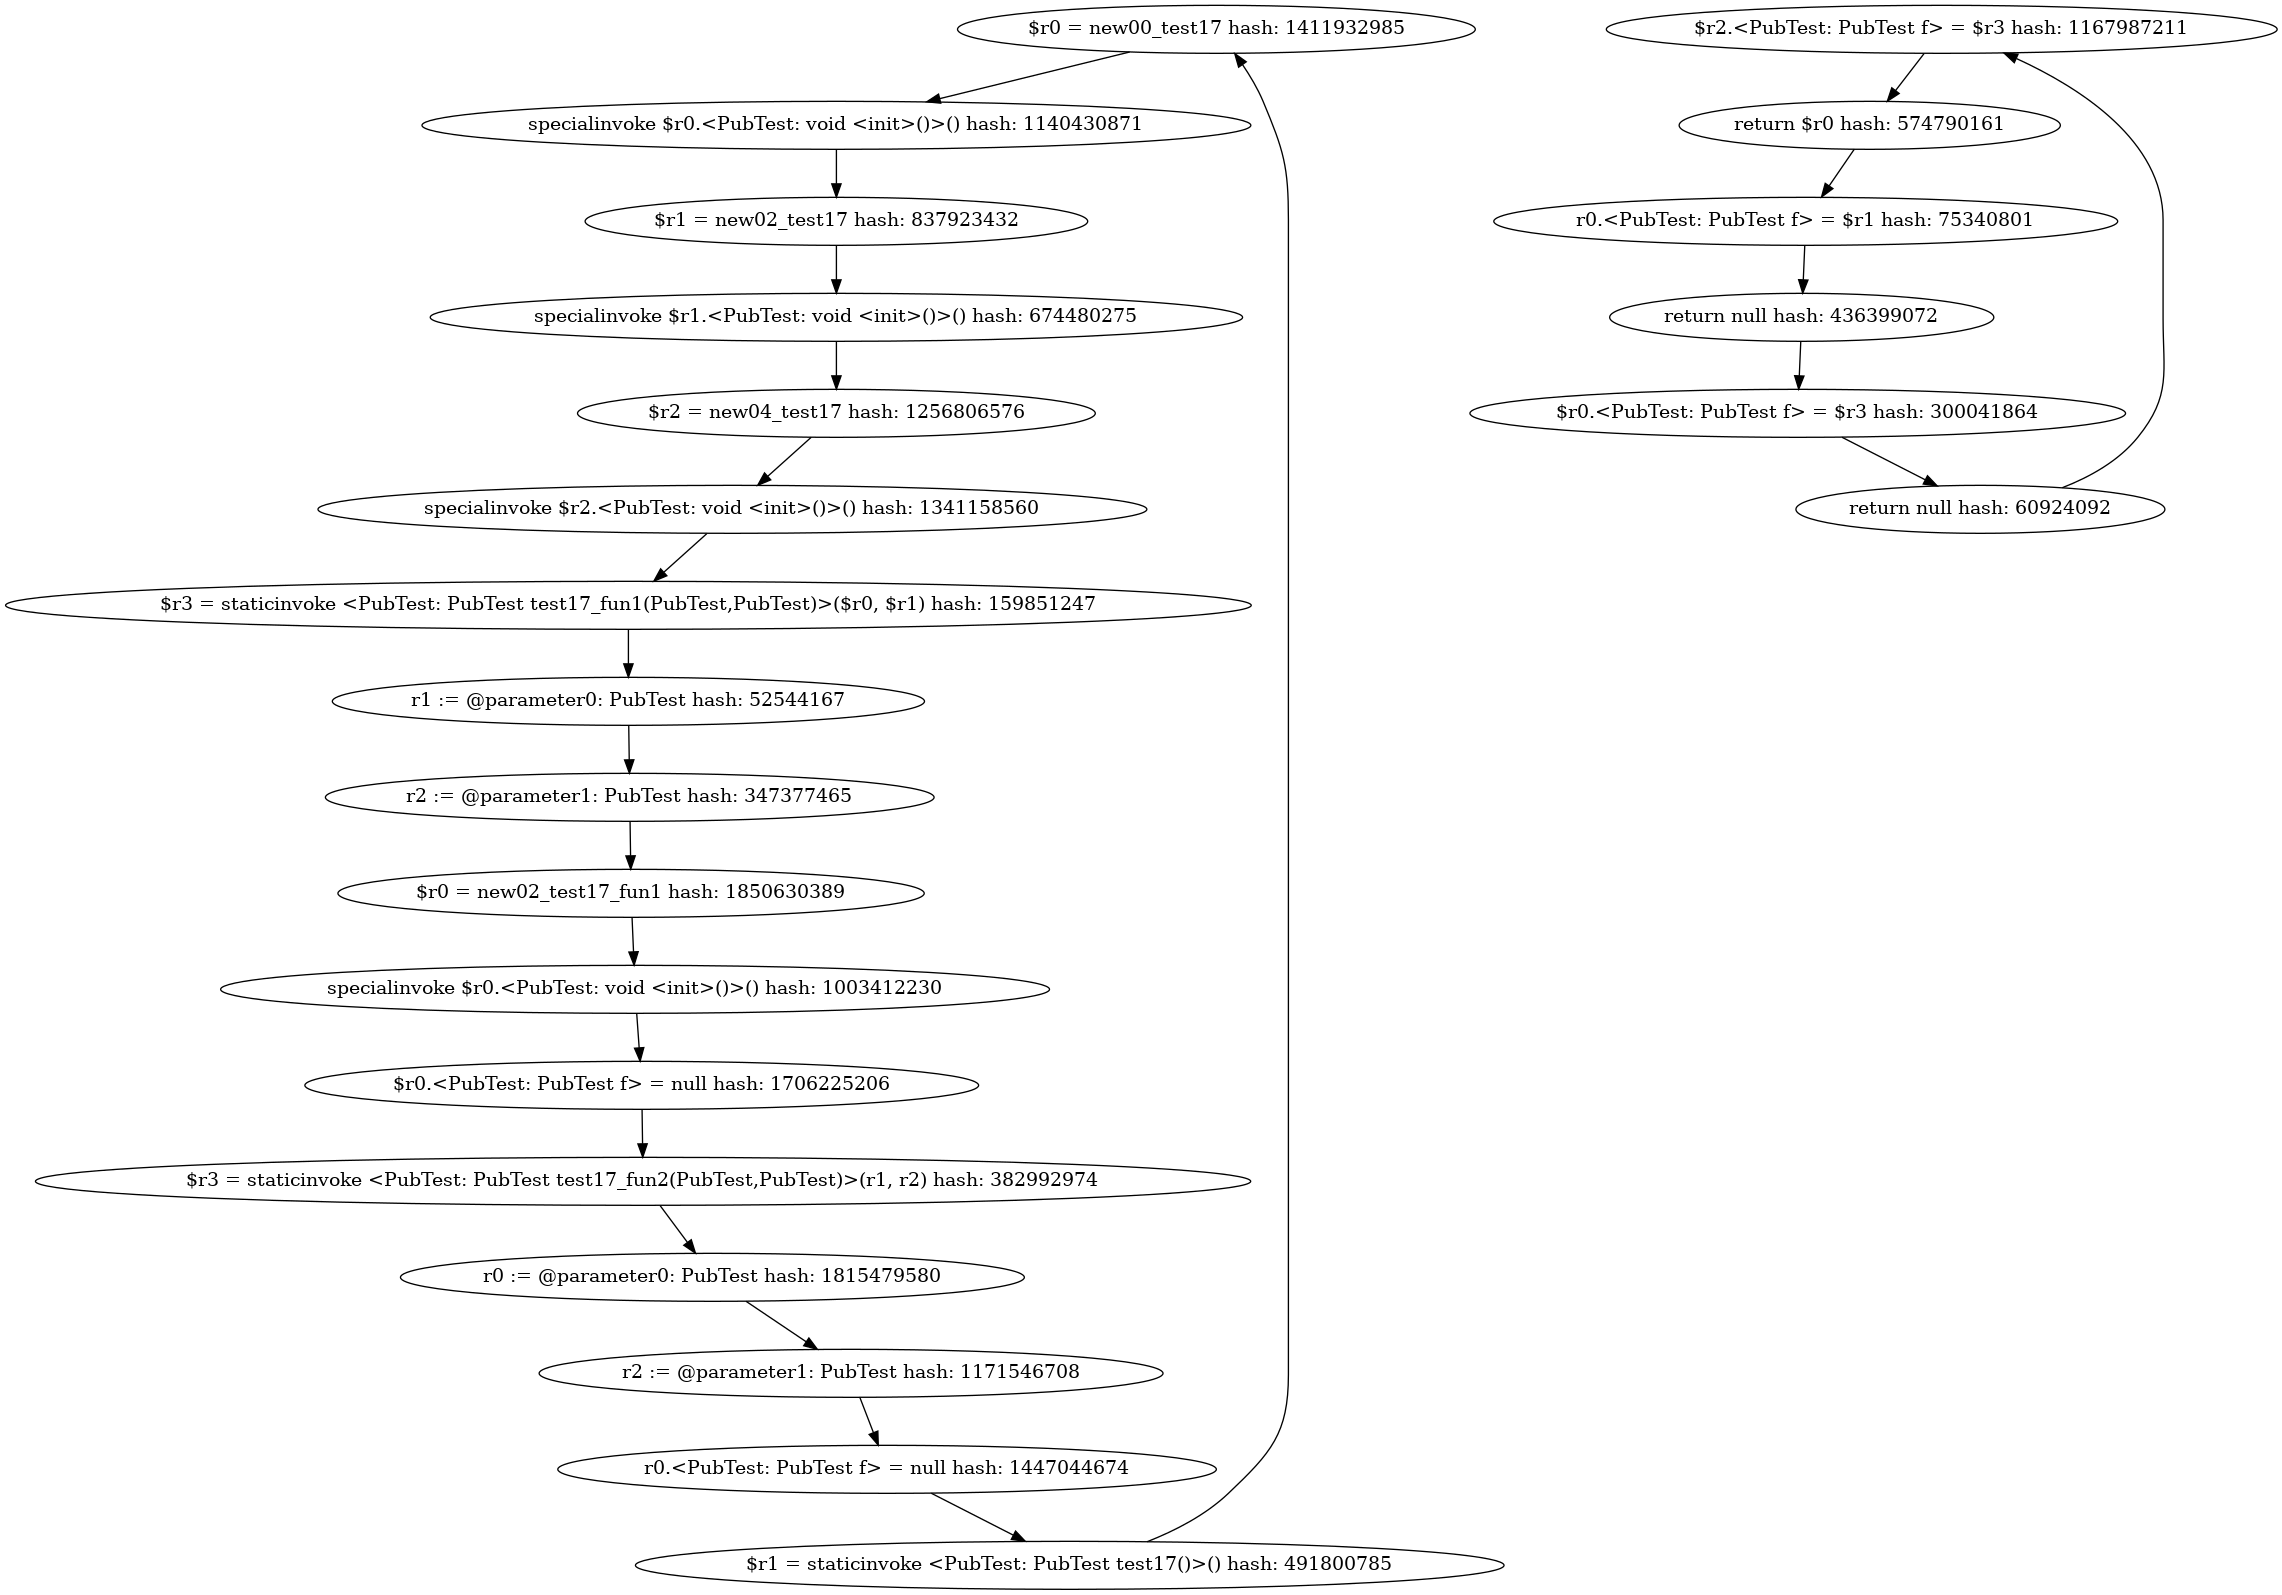 $r0 = new00_test17 hash: 1411932985
specialinvoke $r0.<PubTest: void <init>()>() hash: 1140430871
$r1 = new02_test17 hash: 837923432
specialinvoke $r1.<PubTest: void <init>()>() hash: 674480275
$r2 = new04_test17 hash: 1256806576
specialinvoke $r2.<PubTest: void <init>()>() hash: 1341158560
$r3 = staticinvoke <PubTest: PubTest test17_fun1(PubTest,PubTest)>($r0, $r1) hash: 159851247
r1 := @parameter0: PubTest hash: 52544167
r2 := @parameter1: PubTest hash: 347377465
$r0 = new02_test17_fun1 hash: 1850630389
specialinvoke $r0.<PubTest: void <init>()>() hash: 1003412230
$r0.<PubTest: PubTest f> = null hash: 1706225206
$r3 = staticinvoke <PubTest: PubTest test17_fun2(PubTest,PubTest)>(r1, r2) hash: 382992974
r0 := @parameter0: PubTest hash: 1815479580
r2 := @parameter1: PubTest hash: 1171546708
r0.<PubTest: PubTest f> = null hash: 1447044674
$r1 = staticinvoke <PubTest: PubTest test17()>() hash: 491800785
$r2.<PubTest: PubTest f> = $r3 hash: 1167987211
return $r0 hash: 574790161
r0.<PubTest: PubTest f> = $r1 hash: 75340801
return null hash: 436399072
$r0.<PubTest: PubTest f> = $r3 hash: 300041864
return null hash: 60924092